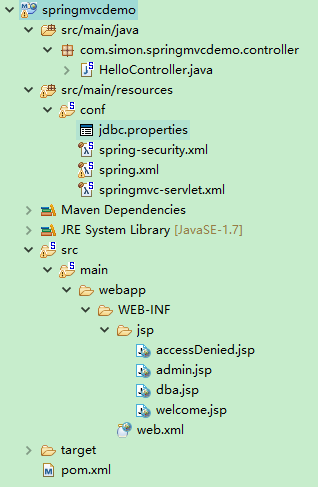 springmvcdemo
src/main/java
com.simon.springmvcdemo.controller
HelloController.java
src/main/resources
conf
jdbc.properties
spring-security.xml
spring.xml
springmvc-servlet.xml
Maven Dependencies
JRE System Library [JavaSE-1.7]
src
main
webapp
WEB-INF
jsp
accessDenied.jsp
admin.jsp
dba.jsp
welcome.jsp
web.xml
target
pom.xml